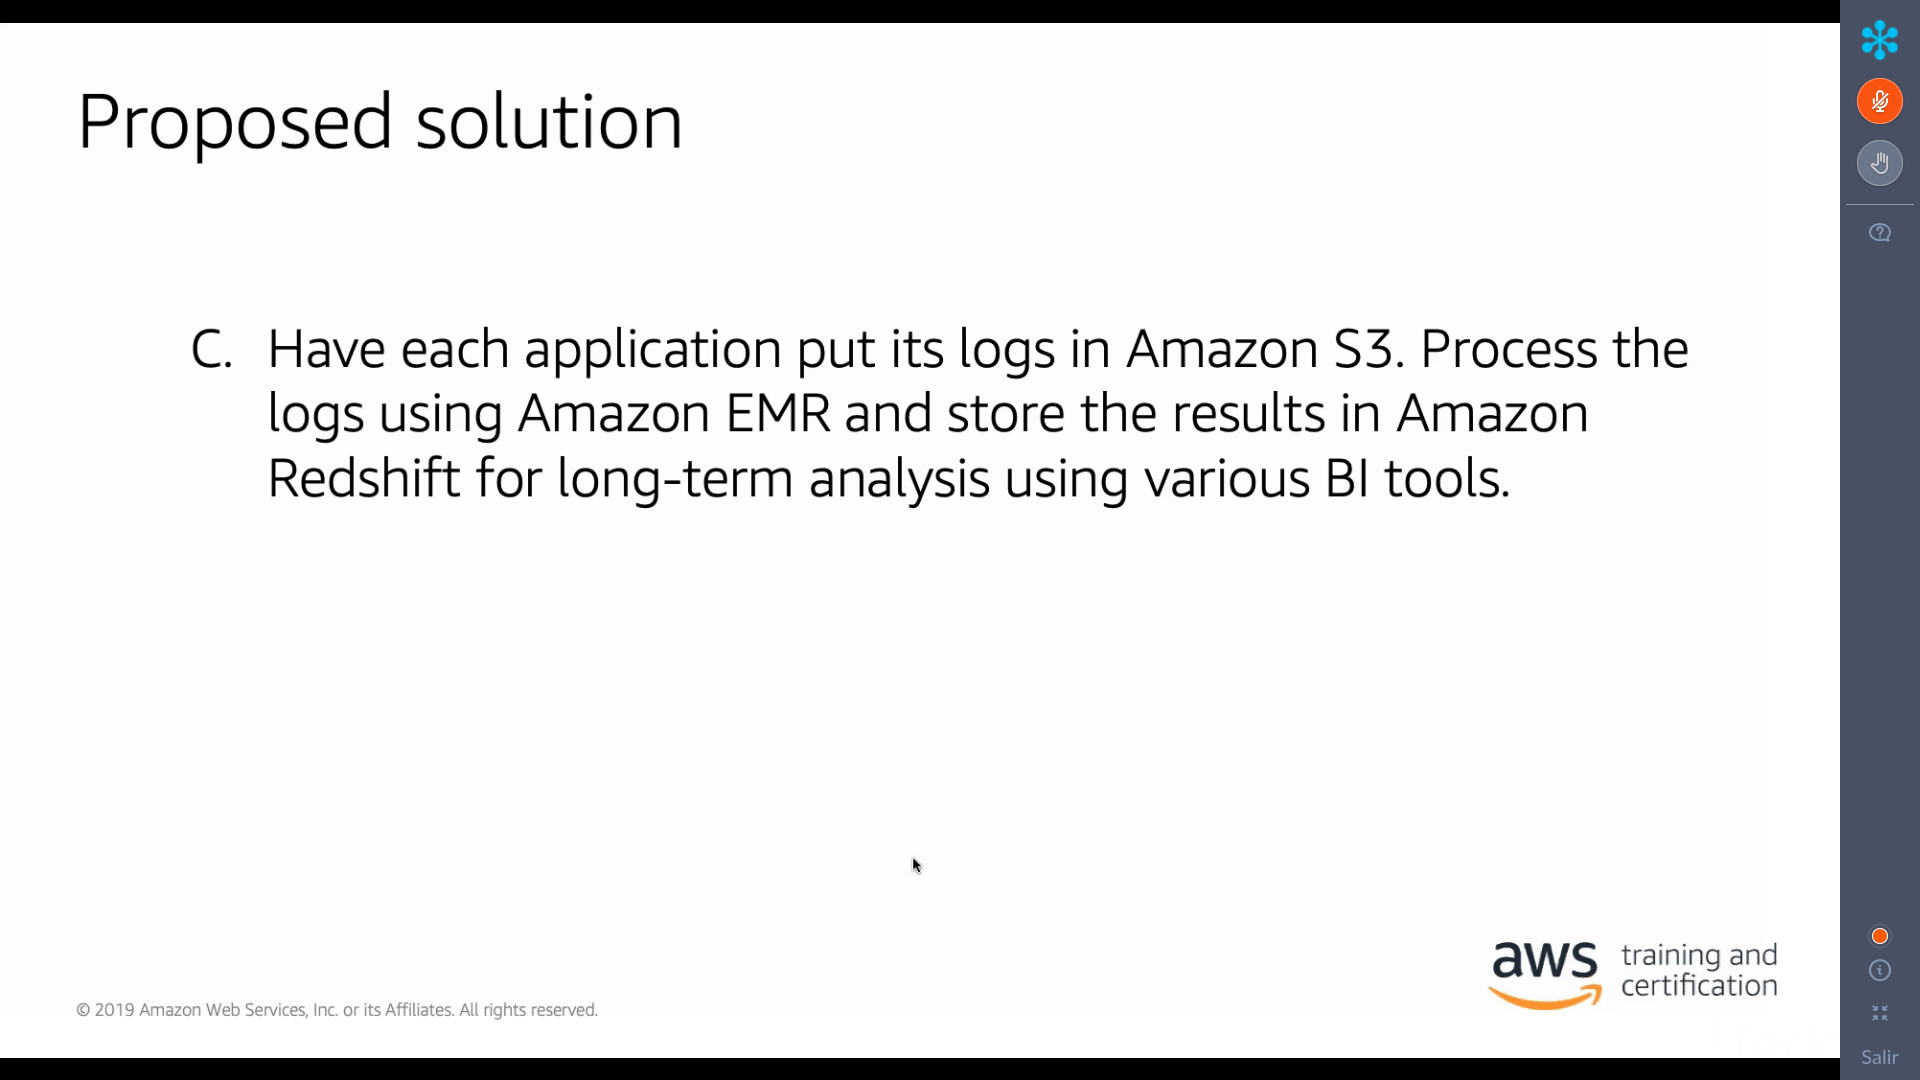 Proposed solution
C. Have each application put its logs in Amazon S3. Process the
logs using Amazon EMR and store the results in Amazon
Redshift for long-term analysis using various BI tools.
aws training and
certification
© 2019 Amazon Web Services, Inc. or its Affiliates. All rights reserved.
Salir